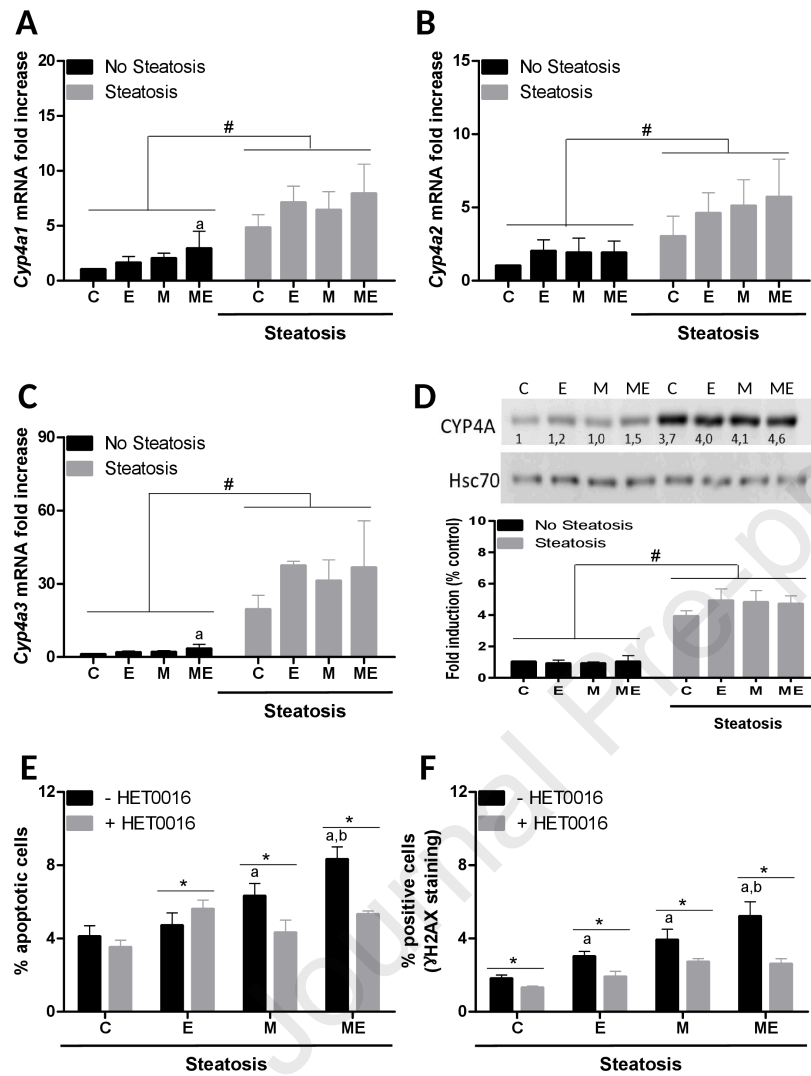 A
Cyp4a1 mRNA fold increase
20
15
10
5
0
No Steatosis
Steatosis
#
a
C E M ME C E M ME
Steatosis
B
Cyp4a2 mRNA fold increase
15
10
5
0
No Steatosis
Steatosis
#
C E M ME C E M ME
Steatosis
C
Cyp4a3 mRNA fold increase
90
60
30
0
No Steatosis
Steatosis
#
a
C E M ME C E M ME
Steatosis
D
C E M ME C E M ME
CYP4A
1 1,2 1,0 1,5 3,7 4,0 4,1 4,6
Hsc70
Fold induction (% control)
10
8
6
4
2
0
No Steatosis
Steatosis
#
C E M ME C E M ME
Steatosis
E
% apoptotic cells
12
8
4
0
- HET0016
+ HET0016
* * *
a a,b
C E M ME
Steatosis
F
% positive cells
(ɣH2AX staining)
12
8
4
0
- HET0016
+ HET0016
* * * *
a a a,b
C E M ME
Steatosis
Journal Pre-p